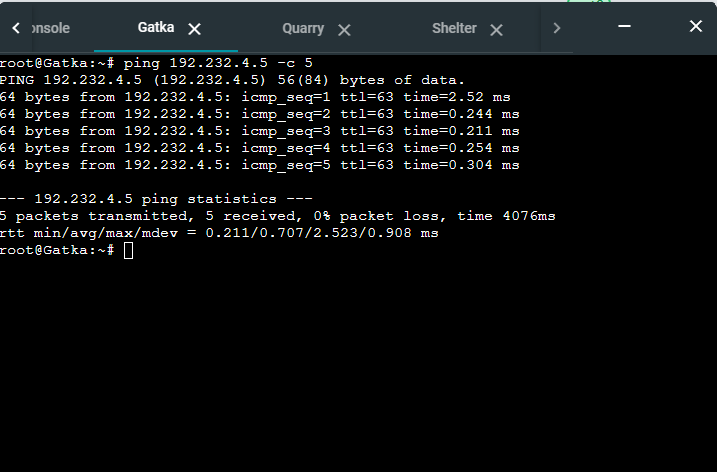 onsole Gatka Quarry Shelter
root@Gatka:~# ping 192.232.4.5 -c 5
PING 192.232.4.5 (192.232.4.5) 56(84) bytes of data.
64 bytes from 192.232.4.5: icmp_seq=1 ttl=63 time=2.52 ms
64 bytes from 192.232.4.5: icmp_seq=2 ttl=63 time=0.244 ms
64 bytes from 192.232.4.5: icmp_seq=3 ttl=63 time=0.211 ms
64 bytes from 192.232.4.5: icmp_seq=4 ttl=63 time=0.254 ms
64 bytes from 192.232.4.5: icmp_seq=5 ttl=63 time=0.304 ms
--- 192.232.4.5 ping statistics ---
5 packets transmitted, 5 received, 0% packet loss, time 4076ms
rtt min/avg/max/mdev = 0.211/0.707/2.523/0.908 ms
root@Gatka:~#